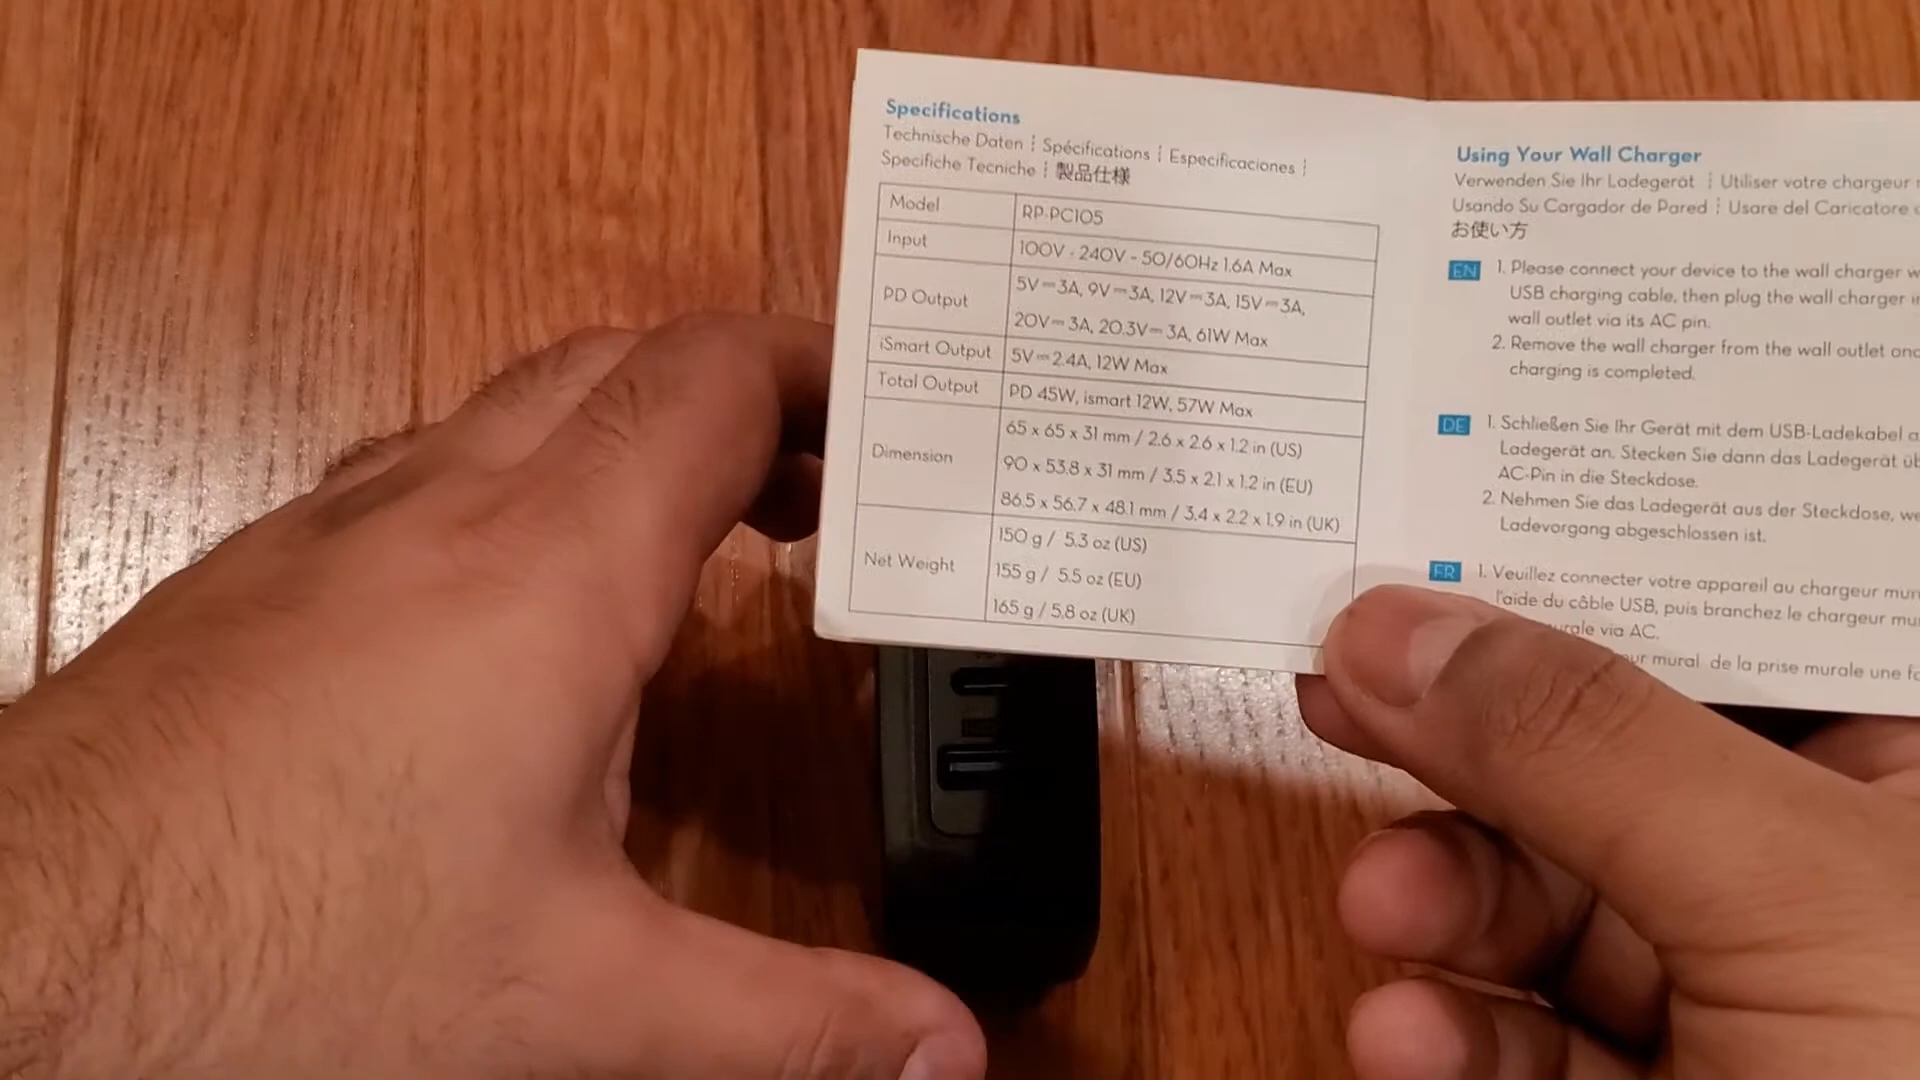 Specifications
Technische Daten ¦ Spécifications ¦ Especificaciones ¦
Specifiche Tecniche ¦ 製品仕様
Model RP-PC105
Input 100V - 240V ~ 50/60Hz 1.6A Max
PD Output 5V⎓3A, 9V⎓3A, 12V⎓3A, 15V⎓3A,
20V⎓3A, 20.3V⎓3A, 61W Max
iSmart Output 5V⎓2.4A, 12W Max
Total Output PD 45W, ismart 12W, 57W Max
Dimension 65 x 65 x 31 mm / 2.6 x 2.6 x 1.2 in (US)
90 x 53.8 x 31 mm / 3.5 x 2.1 x 1.2 in (EU)
86.5 x 56.7 x 48.1 mm / 3.4 x 2.2 x 1.9 in (UK)
Net Weight 150 g / 5.3 oz (US)
155 g / 5.5 oz (EU)
165 g / 5.8 oz (UK)
Using Your Wall Charger
Verwenden Sie Ihr Ladegerät ¦ Utiliser votre chargeur
Usando Su Cargador de Pared ¦ Usare del Caricatore
お使い方
EN 1. Please connect your device to the wall charger
USB charging cable, then plug the wall charger
wall outlet via its AC pin.
2. Remove the wall charger from the wall outlet
charging is completed.
DE 1. Schließen Sie Ihr Gerät mit dem USB-Ladekabel
Ladegerät an. Stecken Sie dann das Ladegerät
AC-Pin in die Steckdose.
2. Nehmen Sie das Ladegerät aus der Steckdose,
Ladevorgang abgeschlossen ist.
FR 1. Veuillez connecter votre appareil au chargeur
l'aide du câble USB, puis branchez le chargeur
via AC.
mural de la prise murale une